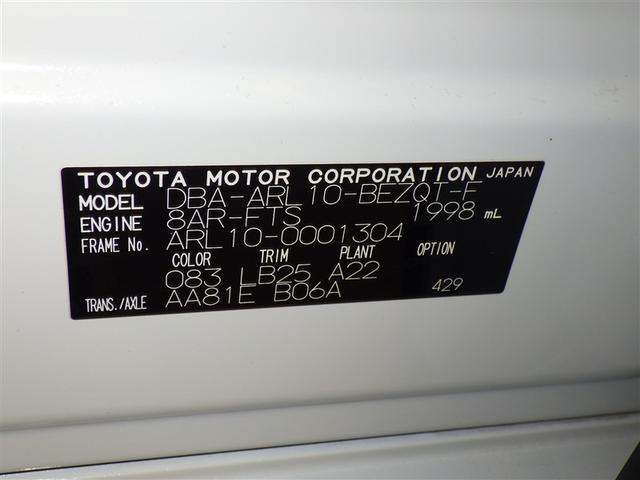 TOYOTA MOTOR CORPORATION JAPAN
MODEL DBA-ARL10-BEZQT-F
ENGINE 8AR-FTS 1998 mL
FRAME No. ARL10-0001304
COLOR TRIM PLANT OPTION
083 LB25 A22
TRANS./AXLE AA81E B06A 429